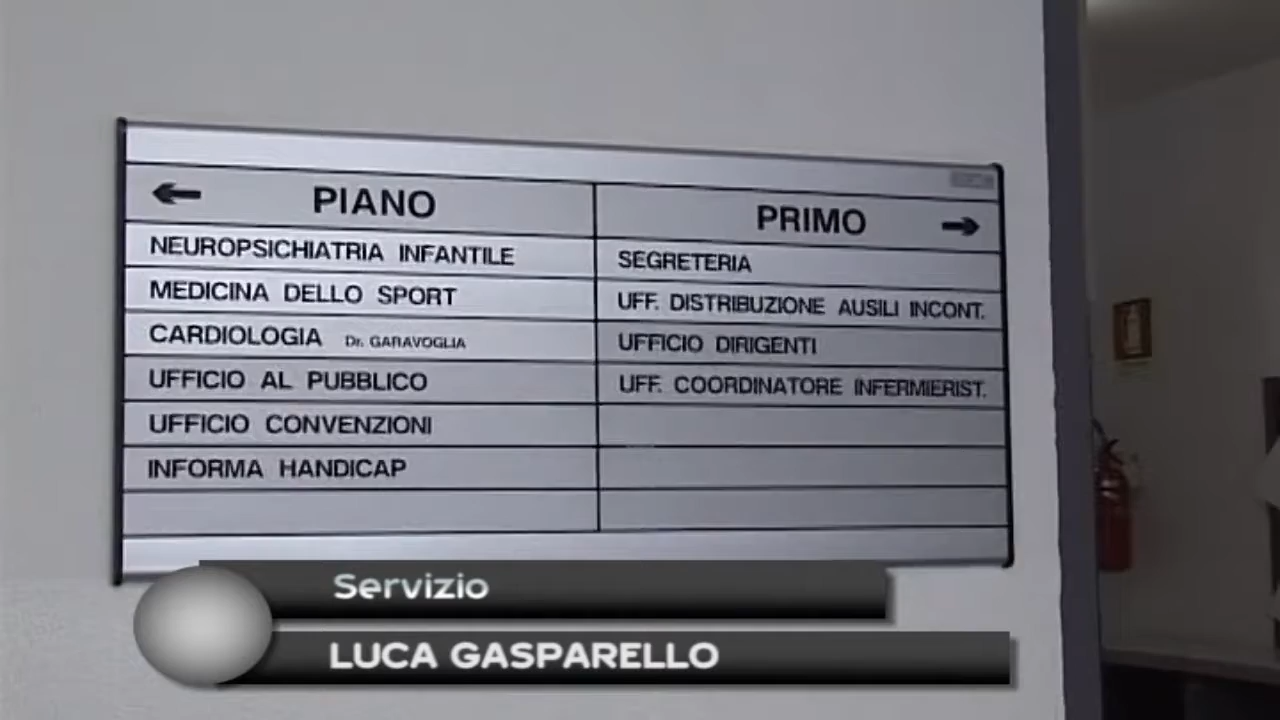 PIANO PRIMO
NEUROPSICHIATRIA INFANTILE
MEDICINA DELLO SPORT
CARDIOLOGIA Dr. GARAVOGLIA
UFFICIO AL PUBBLICO
UFFICIO CONVENZIONI
INFORMA HANDICAP
SEGRETERIA
UFF. DISTRIBUZIONE AUSILI INCONT.
UFFICIO DIRIGENTI
UFF. COORDINATORE INFERMIERIST.
Servizio
LUCA GASPARELLO